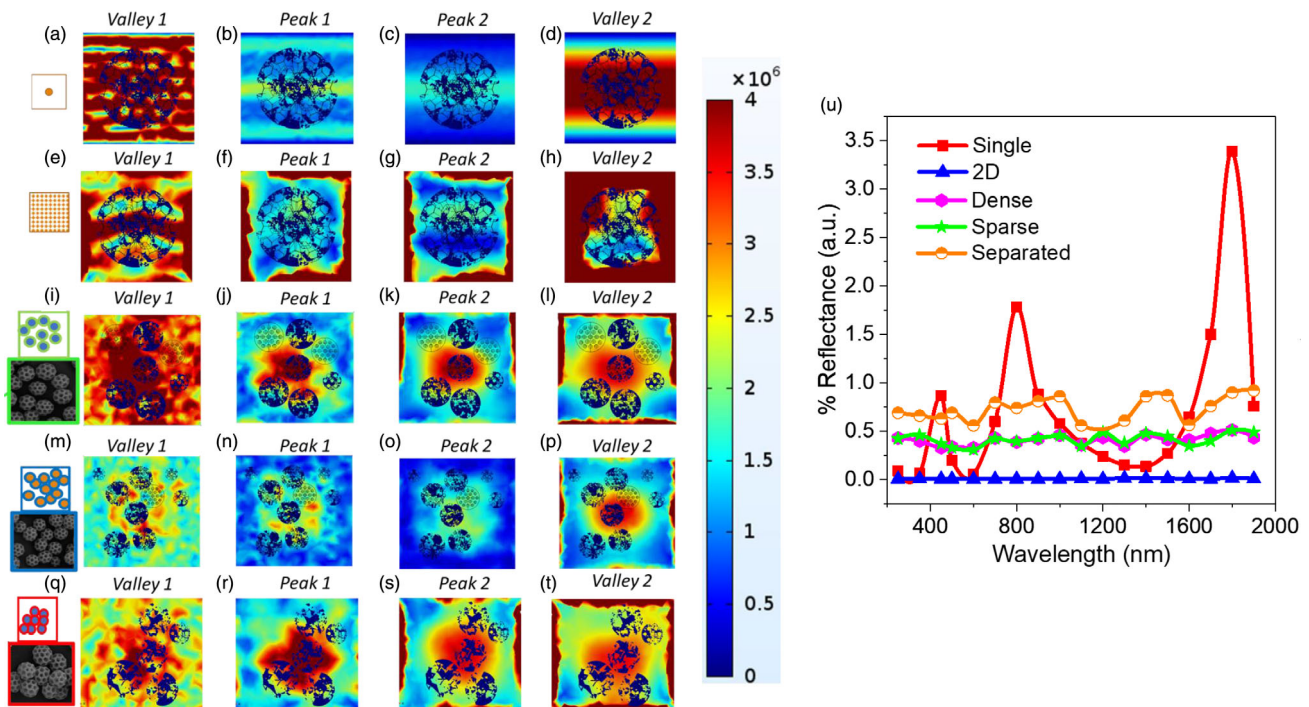 Valley 1 Peak 1 Peak 2 Valley 2
(a) (b) (c) (d)
Valley 1 Peak 1 Peak 2 Valley 2
(e) (f) (g) (h)
Valley 1 Peak 1 Peak 2 Valley 2
(i) (j) (k) (l)
Valley 1 Peak 1 Peak 2 Valley 2
(m) (n) (o) (p)
Valley 1 Peak 1 Peak 2 Valley 2
(q) (r) (s) (t)
×10⁶
4
3.5
3
2.5
2
1.5
1
0.5
0
(u)
Single
2D
Dense
Sparse
Separated
% Reflectance (a.u.)
3.5
3.0
2.5
2.0
1.5
1.0
0.5
0.0
400 800 1200 1600 2000
Wavelength (nm)